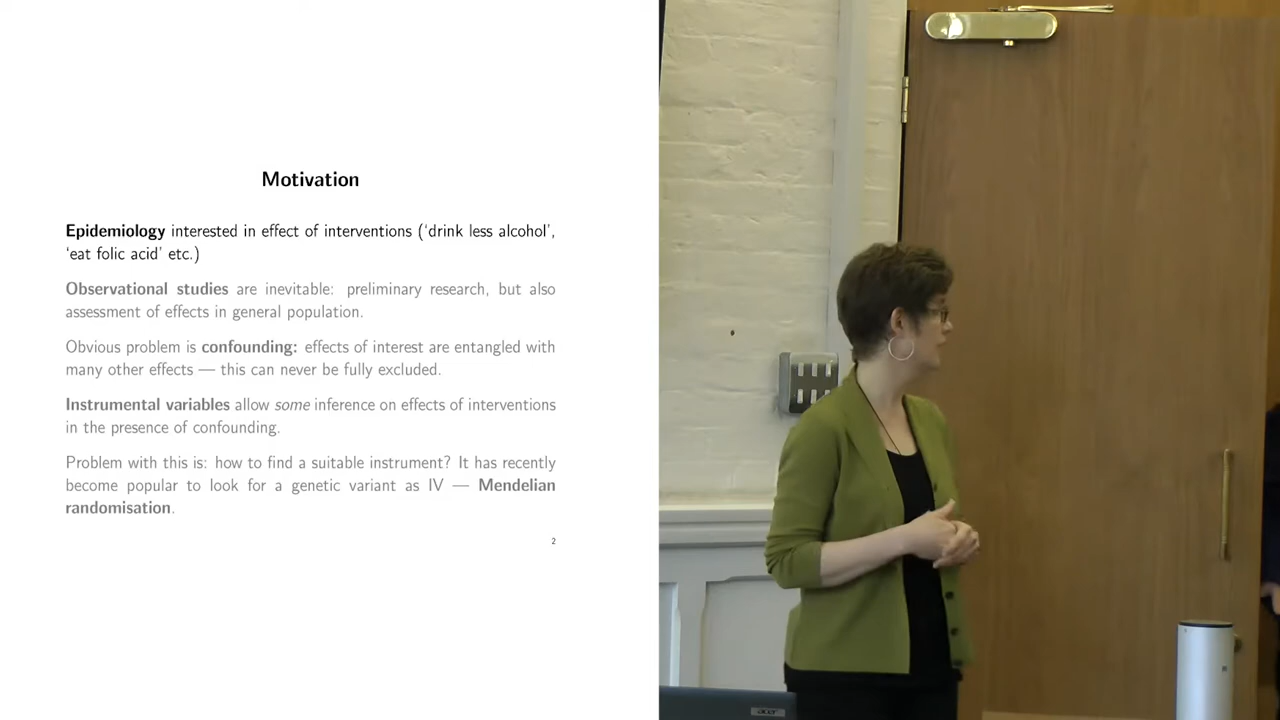 Motivation
Epidemiology interested in effect of interventions (‘drink less alcohol’,
‘eat folic acid’ etc.)
Observational studies are inevitable: preliminary research, but also
assessment of effects in general population.
Obvious problem is confounding: effects of interest are entangled with
many other effects — this can never be fully excluded.
Instrumental variables allow some inference on effects of interventions
in the presence of confounding.
Problem with this is: how to find a suitable instrument? It has recently
become popular to look for a genetic variant as IV — Mendelian
randomisation.
2
acer